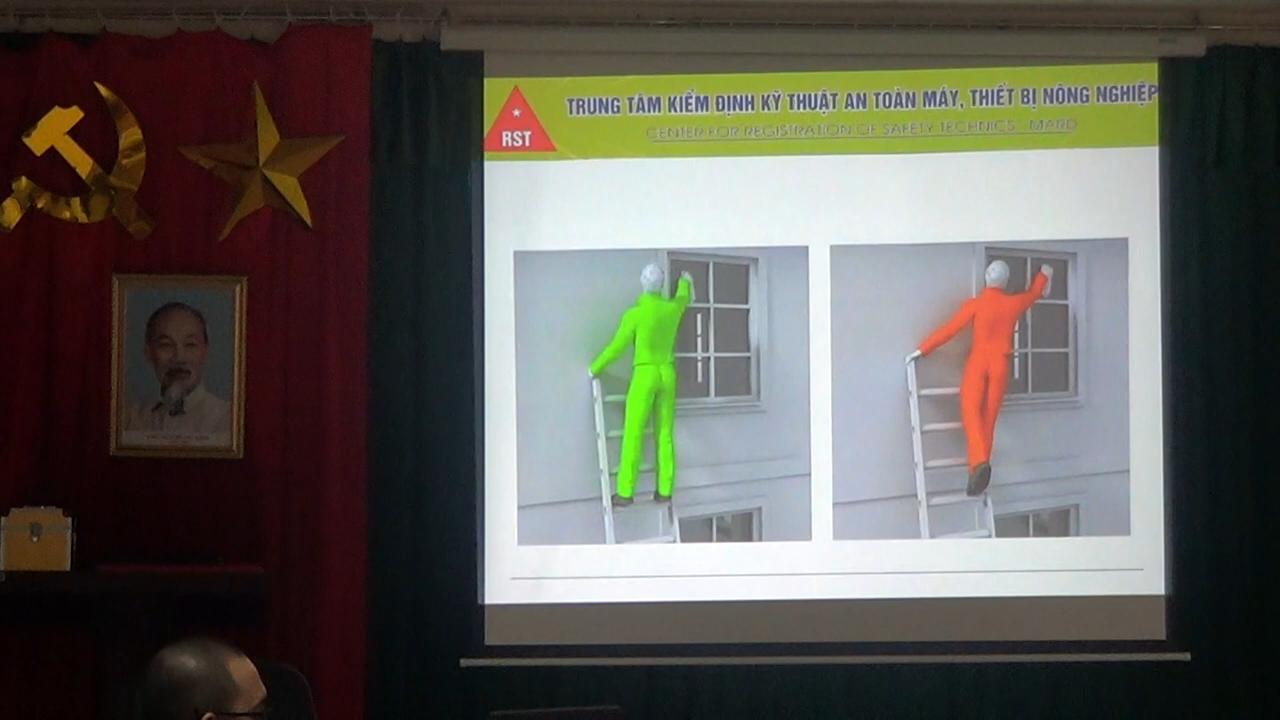 TRUNG TÂM KIỂM ĐỊNH KỸ THUẬT AN TOÀN MÁY, THIẾT BỊ NÔNG NGHIỆP
CENTER FOR REGISTRATION OF SAFETY TECHNICS - MARD
RST